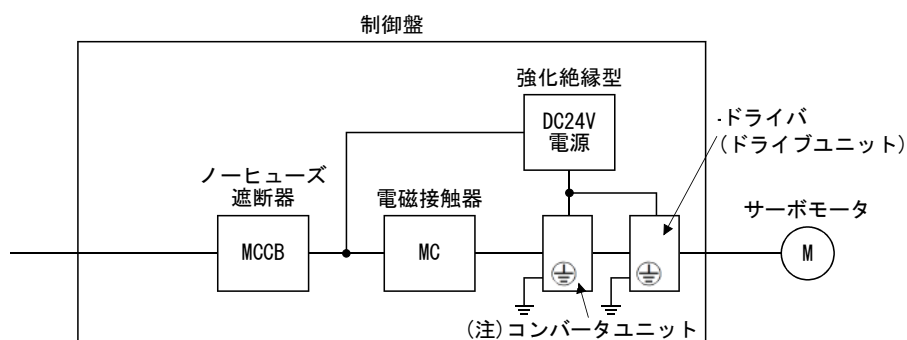 制御盤
強化絶縁型
DC24V
電源
-ドライバ
(ドライブユニット)
ノーヒューズ
遮断器
電磁接触器
サーボモータ
MCCB
MC
M
(注)コンバータユニット